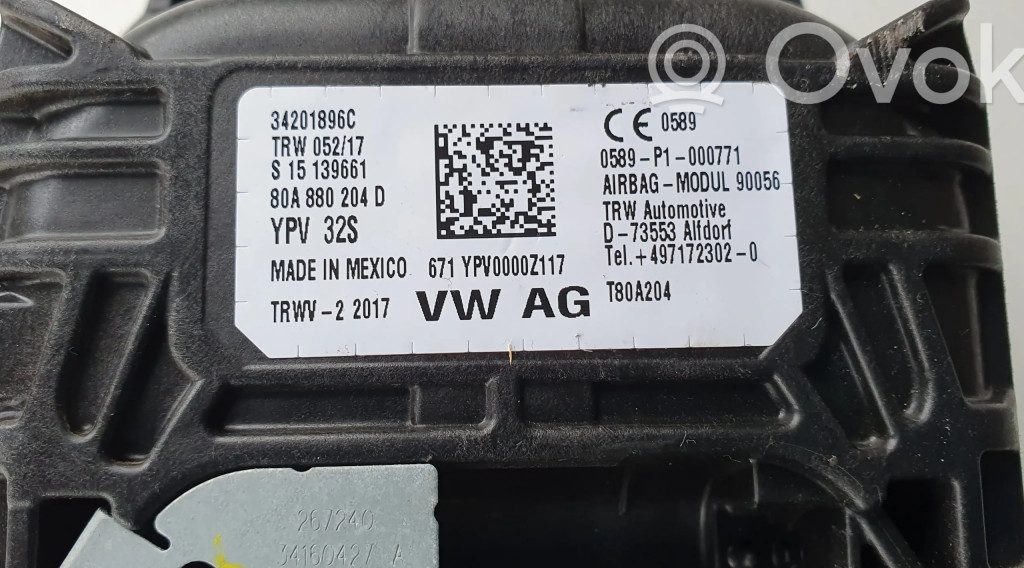 34201896C
TRW 052/17
S 15 139661
80A 880 204 D
YPV 32S
MADE IN MEXICO
TRWV-2 2017
671 YPV0000Z117
VW AG
CE 0589
0589-P1-000771
AIRBAG-MODUL 90056
TRW Automotive
D-73553 Alfdorf
Tel.+497172302-0
T80A204
Ovok
267240
34160427 A